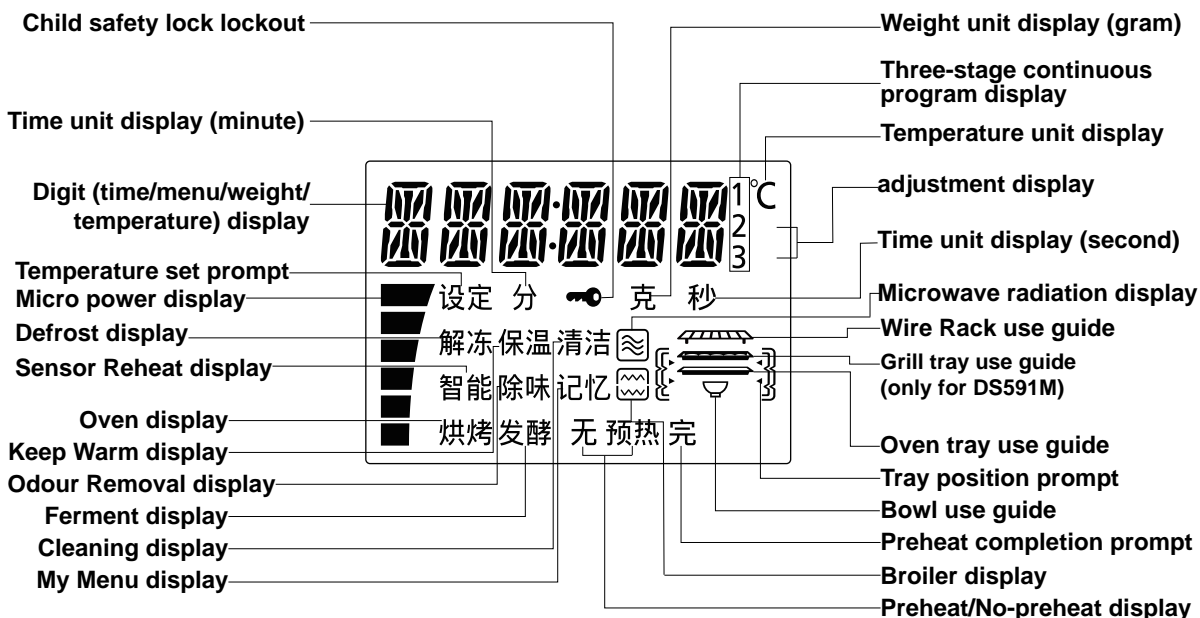 Child safety lock lockout
Time unit display (minute)
Digit (time/menu/weight/
temperature) display
Temperature set prompt
Micro power display
Defrost display
Sensor Reheat display
Oven display
Keep Warm display
Odour Removal display
Ferment display
Cleaning display
My Menu display
1 ℃
2
3
设定 分 克 秒
解冻 保温 清洁
智能 除味 记忆
烘烤 发酵 无 预热 完
Weight unit display (gram)
Three-stage continuous
program display
Temperature unit display
adjustment display
Time unit display (second)
Microwave radiation display
Wire Rack use guide
Grill tray use guide
(only for DS591M)
Oven tray use guide
Tray position prompt
Bowl use guide
Preheat completion prompt
Broiler display
Preheat/No-preheat display